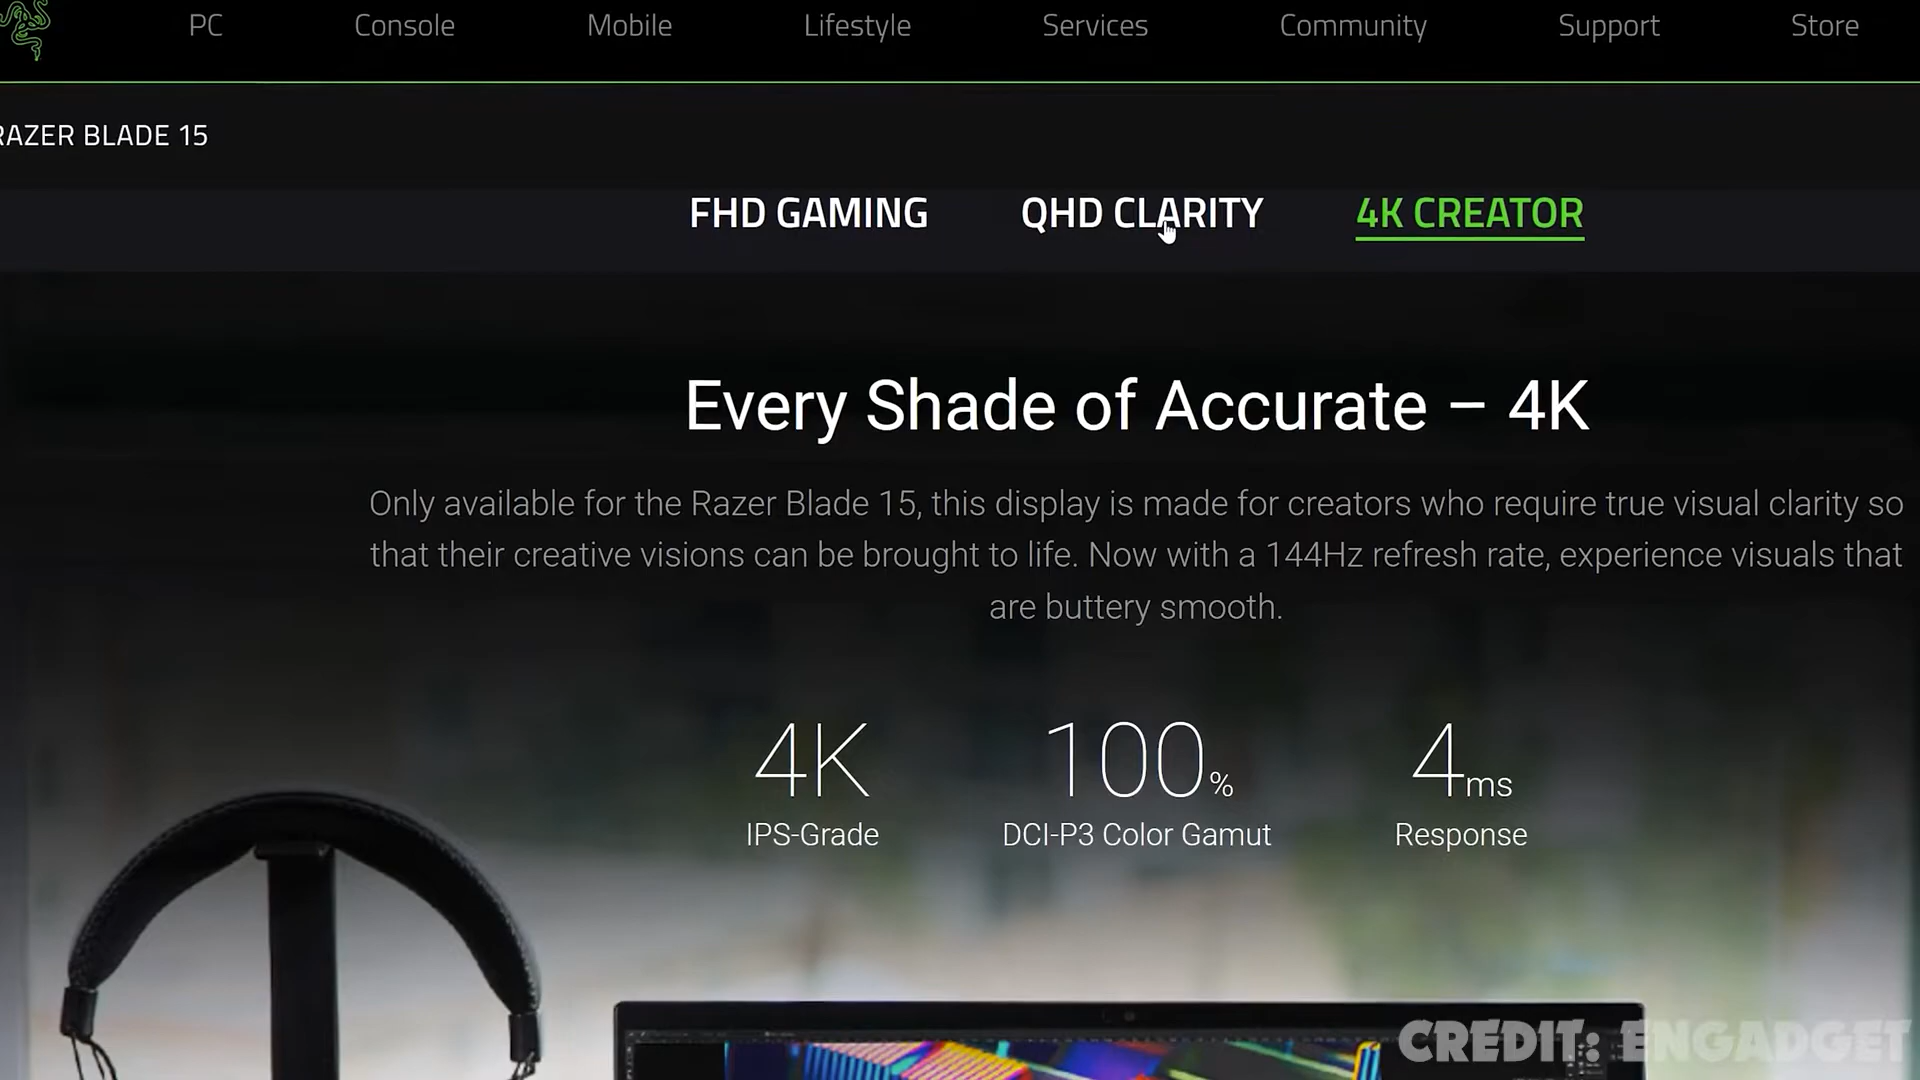 PC Console Mobile Lifestyle Services Community Support Store
RAZER BLADE 15
FHD GAMING QHD CLARITY 4K CREATOR
Every Shade of Accurate – 4K
Only available for the Razer Blade 15, this display is made for creators who require true visual clarity so
that their creative visions can be brought to life. Now with a 144Hz refresh rate, experience visuals that
are buttery smooth.
4K 100% 4ms
IPS-Grade DCI-P3 Color Gamut Response
CREDIT: ENGADGET